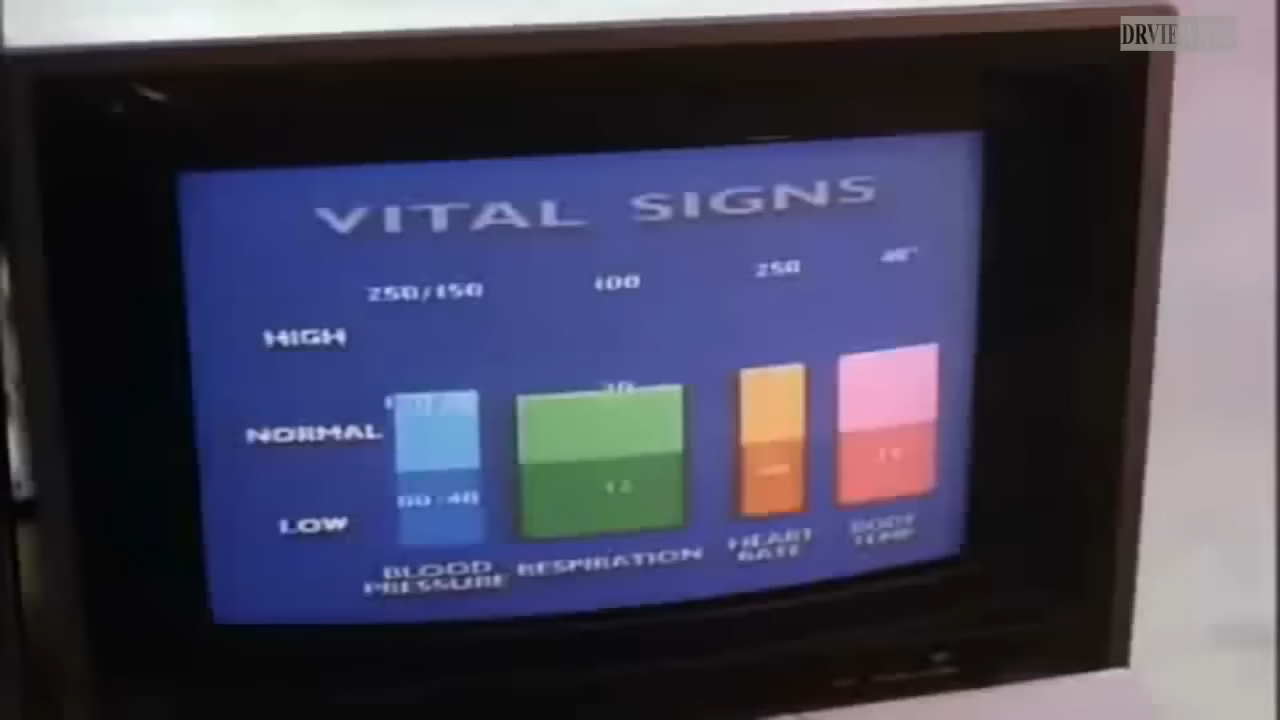 VITAL SIGNS
250/150 100 250 40°
HIGH
NORMAL
LOW 60-40 12
BLOOD PRESSURE
RESPIRATION
HEART RATE
BODY TEMP